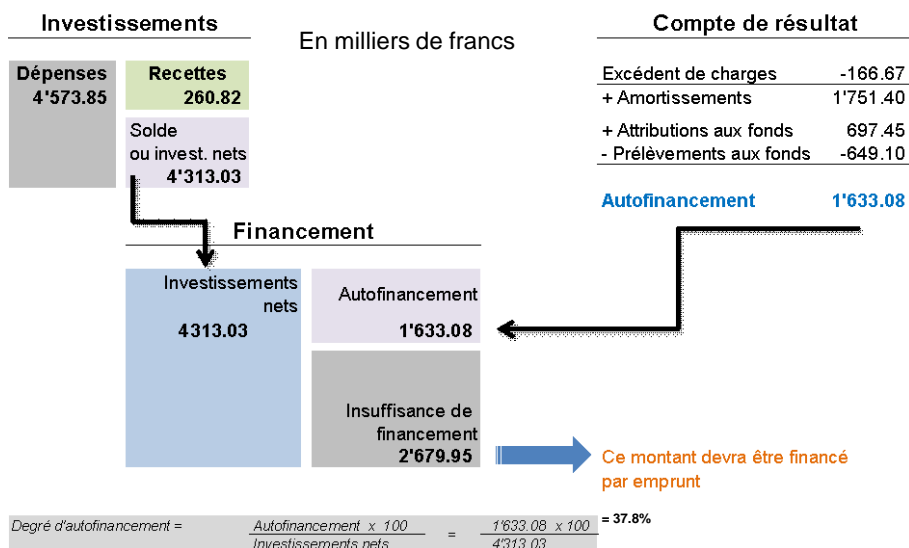 Investissements
En milliers de francs
Compte de résultat
Dépenses
4'573.85
Recettes
260.82
Solde
ou invest. nets
4'313.03
Excédent de charges -166.67
+ Amortissements 1'751.40
+ Attributions aux fonds 697.45
- Prélèvements aux fonds -649.10
Autofinancement 1'633.08
Financement
Investissements
nets
4313.03
Autofinancement
1'633.08
Insuffisance de
financement
2'679.95
Ce montant devra être financé
par emprunt
Degré d'autofinancement = Autofinancement x 100 = 1'633.08 x 100 = 37.8%
Investissements nets 4'313.03